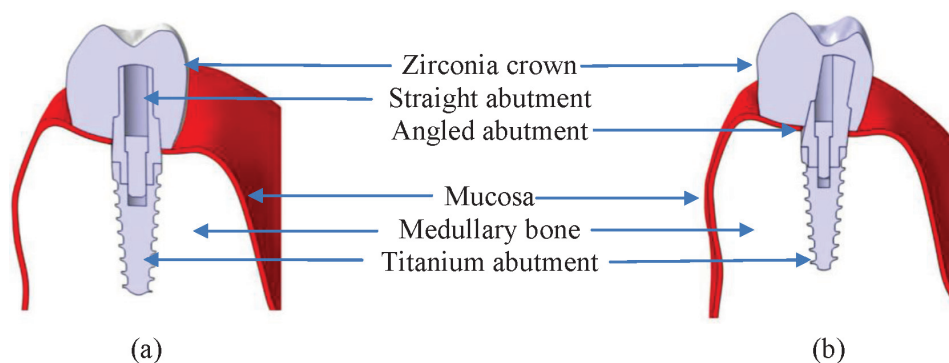 Zirconia crown
Straight abutment
Angled abutment
Mucosa
Medullary bone
Titanium abutment
(a)
(b)